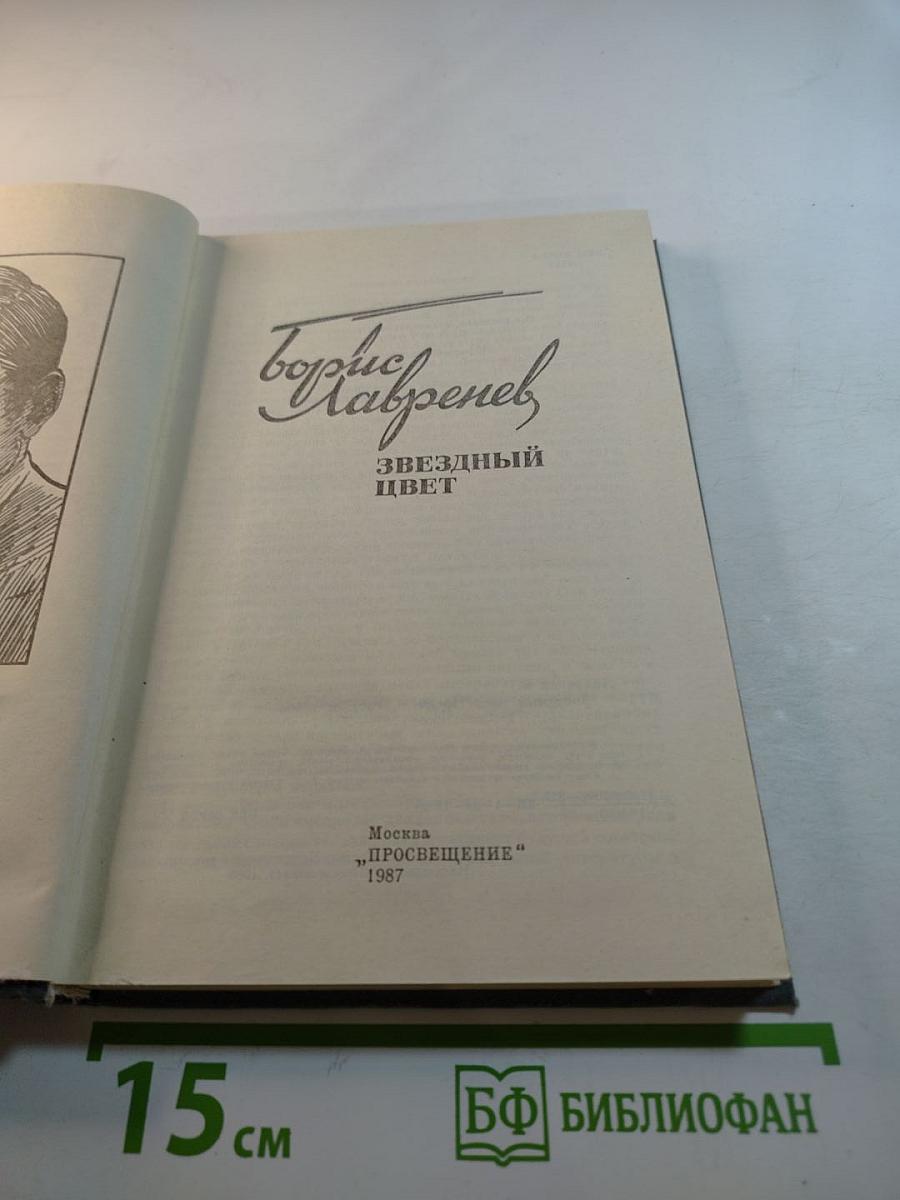 Борис
Лавренев
ЗВЕЗДНЫЙ
ЦВЕТ
Москва
„ПРОСВЕЩЕНИЕ“
1987
15 см
БФ БИБЛИОФАН